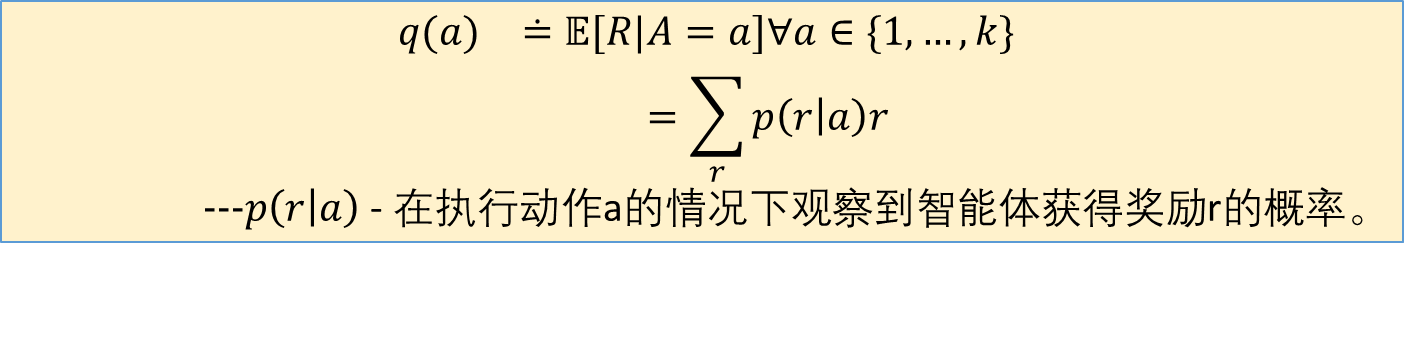 q(a) ≐ 𝔼[R|A = a]∀a ∈ {1, …, k}
= ∑_r p(r|a)r
---p(r|a) - 在执行动作a的情况下观察到智能体获得奖励r的概率。